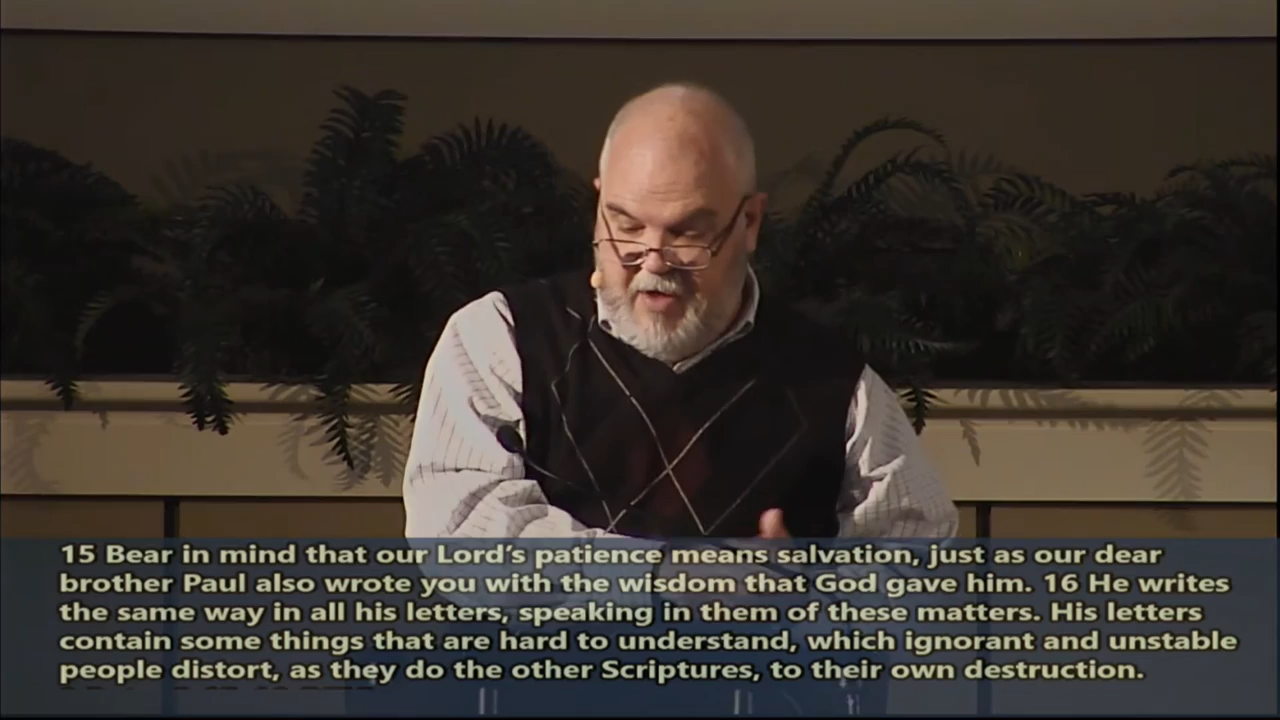 15 Bear in mind that our Lord's patience means salvation, just as our dear
brother Paul also wrote you with the wisdom that God gave him. 16 He writes
the same way in all his letters, speaking in them of these matters. His letters
contain some things that are hard to understand, which ignorant and unstable
people distort, as they do the other Scriptures, to their own destruction.